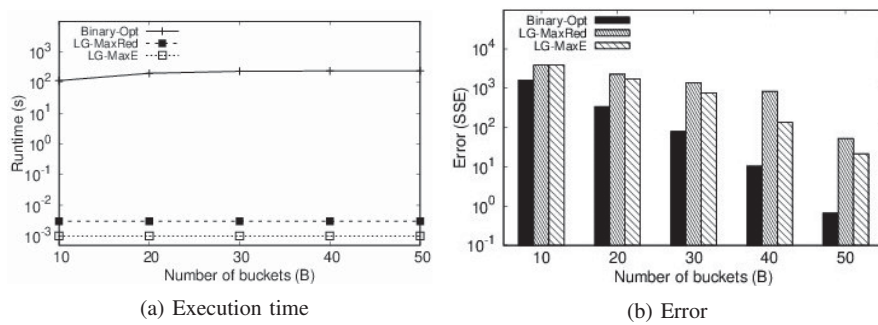 Binary-Opt
LG-MaxRed
LG-MaxE
10^3
10^2
10^1
10^0
10^-1
10^-2
10^-3
Runtime (s)
10 20 30 40 50
Number of buckets (B)
(a) Execution time
Binary-Opt
LG-MaxRed
LG-MaxE
10^4
10^3
10^2
10^1
10^0
10^-1
Error (SSE)
10 20 30 40 50
Number of buckets (B)
(b) Error